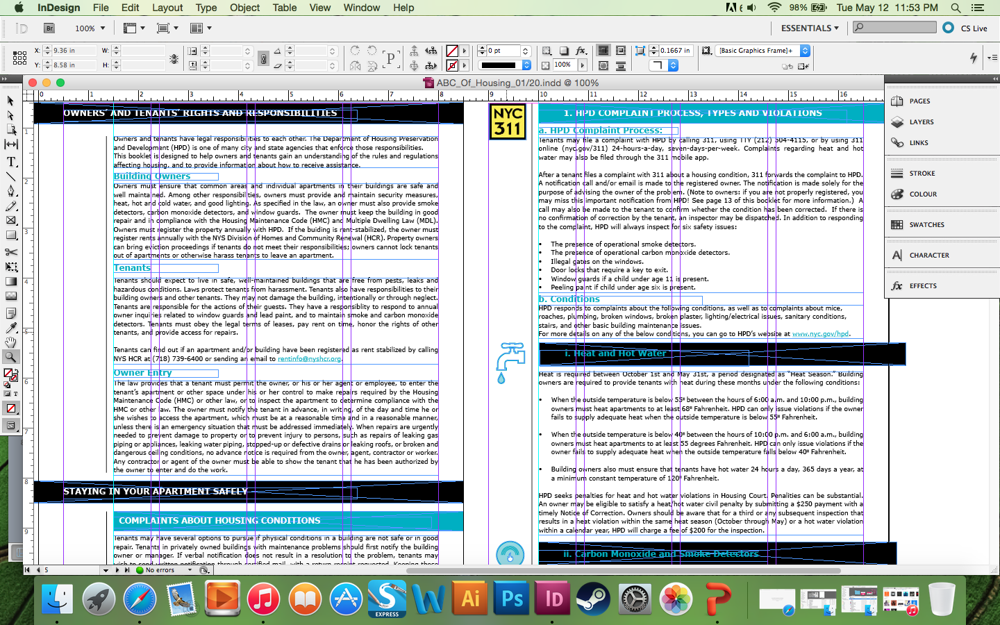 InDesign File Edit Layout Type Object Table View Window Help
98% Tue May 12 11:53 PM
Br 100% ESSENTIALS CS Live
X: 9.36 in W: 0 pt 0.1667 in [Basic Graphics Frame]+
Y: 8.58 in H: 100%
ABC_Of_Housing_01/20.indd @ 100%
0 1 2 3 4 5 6 7 8 9 10 11 12 13 14 15 16
OWNERS’ AND TENANTS’ RIGHTS AND RESPONSIBILITIES
Owners and tenants have legal responsibilities to each other. The Department of Housing Preservation
and Development (HPD) is one of many city and state agencies that enforce those responsibilities.
This booklet is designed to help owners and tenants gain an understanding of the rules and regulations
affecting housing, and to provide information about how to receive assistance.
Building Owners
Owners must ensure that common areas and individual apartments in their buildings are safe and
well maintained. Among other responsibilities, owners must provide and maintain security measures,
heat, hot and cold water, and good lighting. As specified in the law, an owner must also provide smoke
detectors, carbon monoxide detectors, and window guards. The owner must keep the building in good
repair and in compliance with the Housing Maintenance Code (HMC) and Multiple Dwelling Law (MDL).
Owners must register the property annually with HPD. If the buiding is rent-stabilized, the owner must
register rents annually with the NYS Division of Homes and Community Renewal (HCR). Property owners
can bring eviction proceedings if tenants do not meet their responsibilities; owners cannot lock tenants
out of apartments or otherwise harass tenants to leave an apartment.
Tenants
Tenants should expect to live in safe, well-maintained buildings that are free from pests, leaks and
hazardous conditions. Laws protect tenants from harassment. Tenants also have responsibilities to their
building owners and other tenants. They may not damage the building, intentionally or through neglect.
Tenants are responsible for the actions of their guests. They have a responsiblity to respond to annual
owner inquiries related to window guards and lead paint, and to maintain smoke and carbon monoxide
detectors. Tenants must obey the legal terms of leases, pay rent on time, honor the rights of other
tenants, and provide access for repairs.
Tenants can find out if an apartment and/or building have been registered as rent stabilized by calling
NYS HCR at (718) 739-6400 or sending an email to rentinfo@nyshcr.org.
Owner Entry
The law provides that a tenant must permit the owner, or his or her agent or employee, to enter the
tenant’s apartment or other space under his or her control to make repairs required by the Housing
Maintenance Code (HMC) or other law, or to inspect the apartment to determine compliance with the
HMC or other law. The owner must notify the tenant in advance, in writing, of the day and time he or
she wishes to access the apartment, which must be at a reasonable time and in a reasonable manner,
unless there is an emergency situation that must be addressed immediately. When repairs are urgently
needed to prevent damage to property or to prevent injury to persons, such as repairs of leaking gas
piping or appliances, leaking water piping, stopped-up or defective drains or leaking roofs, or broken and
dangerous ceiling conditions, no advance notice is required from the owner, agent, contractor or worker.
Any contractor or agent of the owner must be able to show the tenant that he has been authorized by
the owner to enter and do the work.
STAYING IN YOUR APARTMENT SAFELY
COMPLAINTS ABOUT HOUSING CONDITIONS
Tenants may have several options to pursue if physical conditions in a building are not safe or in good
repair. Tenants in privately owned buildings with maintenance problems should first notify the building
owner or manager. If verbal notification does not result in a resolution to the problem, tenants may
NYC
311
1. HPD COMPLAINT PROCESS, TYPES AND VIOLATIONS
a. HPD Complaint Process:
Tenants may file a complaint with HPD by calling 311, using TTY (212) 504-4115, or by using 311
online (nyc.gov/311) 24-hours-a-day, seven-days-per-week. Complaints regarding heat and hot
water may also be filed through the 311 mobile app.
After a tenant files a complaint with 311 about a housing condition, 311 forwards the complaint to HPD.
A notification call and/or email is made to the registered owner. The notification is made solely for the
purpose of advising the owner of the problem. (Note to owners: if you are not properly registered, you
may miss this important notification from HPD! See page 13 of this booklet for more information.) A
call may also be made to the tenant to confirm whether the condition has been corrected. If there is
no confirmation of correction by the tenant, an inspector may be dispatched. In addition to responding
to the complaint, HPD will always inspect for six safety issues:
• The presence of operational smoke detectors.
• The presence of operational carbon monoxide detectors.
• Illegal gates on the windows.
• Door locks that require a key to exit.
• Window guards if a child under age 11 is present.
• Peeling paint if child under age six is present.
b. Conditions
HPD responds to complaints about the following conditions, as well as to complaints about mice,
roaches, plumbing, broken windows, broken plaster, lighting/electrical issues, sanitary conditions,
stairs, and other basic building maintenance issues.
For more details on any of the below conditions, you can go to HPD’s website at www.nyc.gov/hpd.
i. Heat and Hot Water
Heat is required between October 1st and May 31st, a period designated as “Heat Season.” Building
owners are required to provide tenants with heat during these months under the following conditions:
• When the outside temperature is below 55º between the hours of 6:00 a.m. and 10:00 p.m., building
owners must heat apartments to at least 68º Fahrenheit. HPD can only issue violations if the owner
fails to supply adequate heat when the outside temperature is below 55º Fahrenheit.
• When the outside temperature is below 40º between the hours of 10:00 p.m. and 6:00 a.m., building
owners must heat apartments to at least 55 degrees Fahrenheit. HPD can only issue violations if the
owner fails to supply adequate heat when the outside temperature falls below 40º Fahrenheit.
• Building owners also must ensure that tenants have hot water 24 hours a day, 365 days a year, at
a minimum constant temperature of 120º Fahrenheit.
HPD seeks penalties for heat and hot water violations in Housing Court. Penalities can be substantial.
An owner may be eligible to satisfy a heat/hot water civil penalty by submitting a $250 payment with a
timely Notice of Correction. Owners should be aware that for a third or any subsequent inspection that
results in a heat violation within the same heat season (October through May) or a hot water violation
within a calendar year, HPD will charge a fee of $200 for the inspection.
ii. Carbon Monoxide and Smoke Detectors
PAGES
LAYERS
LINKS
STROKE
COLOUR
SWATCHES
CHARACTER
EFFECTS
5 No errors
S EXPRESS W Ai Ps Id